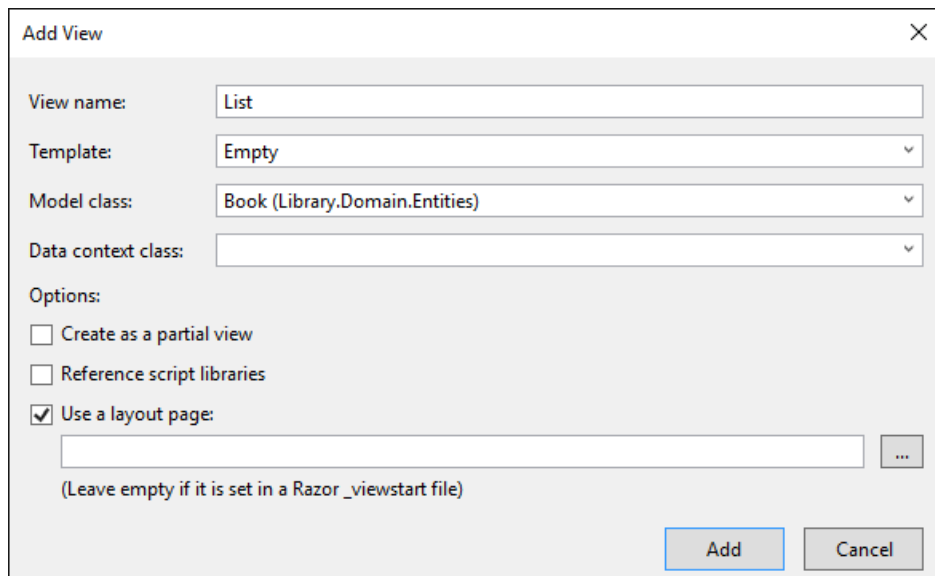 Add View
View name: List
Template: Empty
Model class: Book (Library.Domain.Entities)
Data context class:
Options:
Create as a partial view
Reference script libraries
Use a layout page:
...
(Leave empty if it is set in a Razor _viewstart file)
Add Cancel